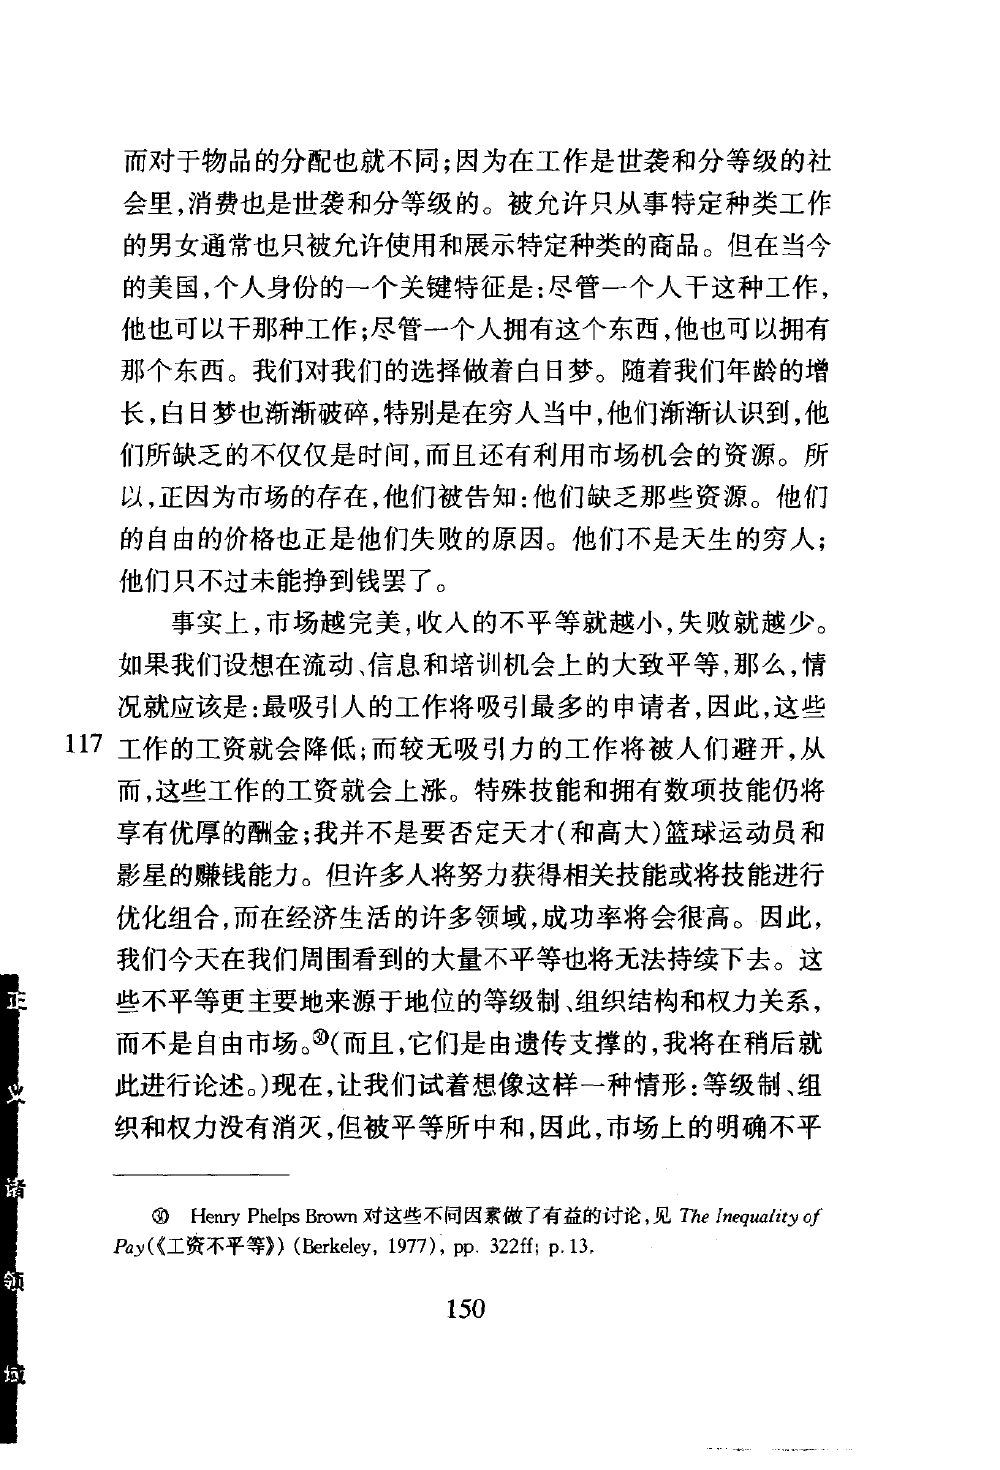 而对于物品的分配也就不同;因为在工作是世袭和分等级的社
会里,消费也是世袭和分等级的。被允许只从事特定种类工作
的男女通常也只被允许使用和展示特定种类的商品。但在当今
的美国,个人身份的一个关键特征是:尽管一个人干这种工作,
他也可以干那种工作;尽管一个人拥有这个东西,他也可以拥有
那个东西。我们对我们的选择做着白日梦。随着我们年龄的增
长,白日梦也渐渐破碎,特别是在穷人当中,他们渐渐认识到,他
们所缺乏的不仅仅是时间,而且还有利用市场机会的资源。所
以,正因为市场的存在,他们被告知:他们缺乏那些资源。他们
的自由的价格也正是他们失败的原因。他们不是天生的穷人;
他们只不过未能挣到钱罢了。
事实上,市场越完美,收入的不平等就越小,失败就越少。
如果我们设想在流动、信息和培训机会上的大致平等,那么,情
况就应该是:最吸引人的工作将吸引最多的申请者,因此,这些
117 工作的工资就会降低;而较无吸引力的工作将被人们避开,从
而,这些工作的工资就会上涨。特殊技能和拥有数项技能仍将
享有优厚的酬金;我并不是要否定天才(和高大)篮球运动员和
影星的赚钱能力。但许多人将努力获得相关技能或将技能进行
优化组合,而在经济生活的许多领域,成功率将会很高。因此,
我们今天在我们周围看到的大量不平等也将无法持续下去。这
些不平等更主要地来源于地位的等级制、组织结构和权力关系,
而不是自由市场。㉚(而且,它们是由遗传支撑的,我将在稍后就
此进行论述。)现在,让我们试着想像这样一种情形:等级制、组
织和权力没有消灭,但被平等所中和,因此,市场上的明确不平
㉚ Henry Phelps Brown 对这些不同因素做了有益的讨论,见 The Inequality of
Pay(《工资不平等》) (Berkeley, 1977), pp. 322ff; p.13.
150
正
义
诸
领
域